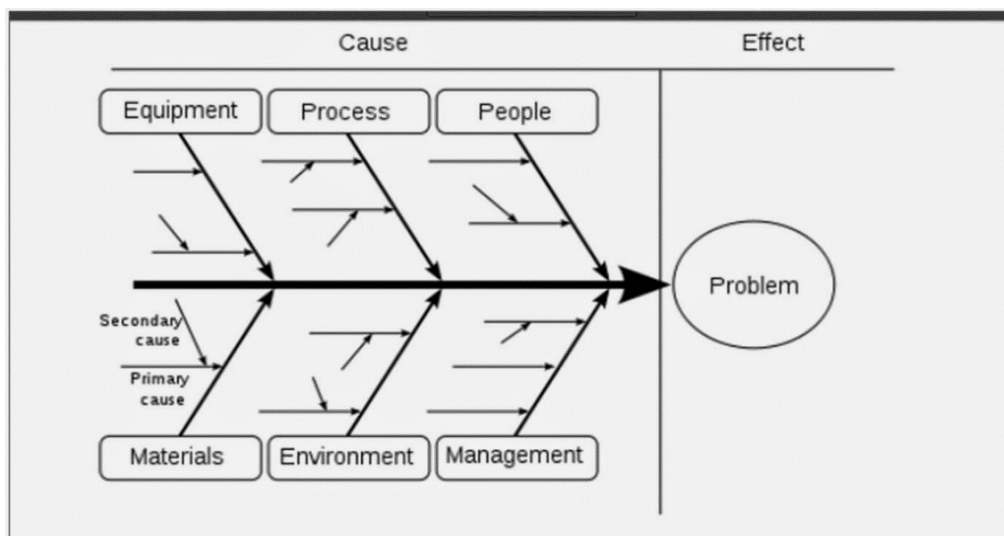 Cause
Effect
Equipment
Process
People
Problem
Secondary
cause
Primary
cause
Materials
Environment
Management